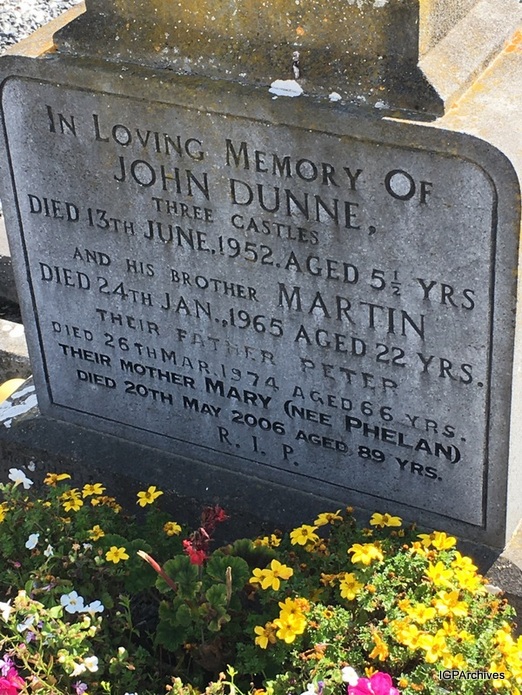 IN LOVING MEMORY OF
JOHN DUNNE,
THREE CASTLES
DIED 13TH JUNE, 1952. AGED 5½ YRS
AND HIS BROTHER MARTIN
DIED 24TH JAN., 1965 AGED 22 YRS.
THEIR FATHER PETER
DIED 26TH MAR. 1974 AGED 66 YRS.
THEIR MOTHER MARY (NEE PHELAN)
DIED 20TH MAY 2006 AGED 89 YRS.
R. I. P.
IGPArchives